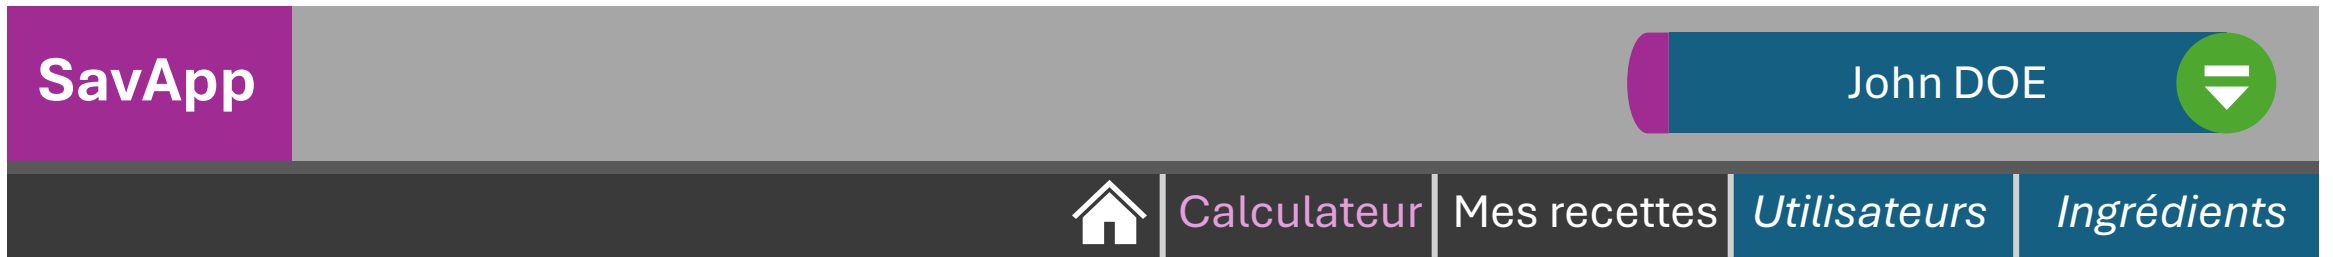 SavApp
John DOE
Calculateur
Mes recettes
Utilisateurs
Ingrédients